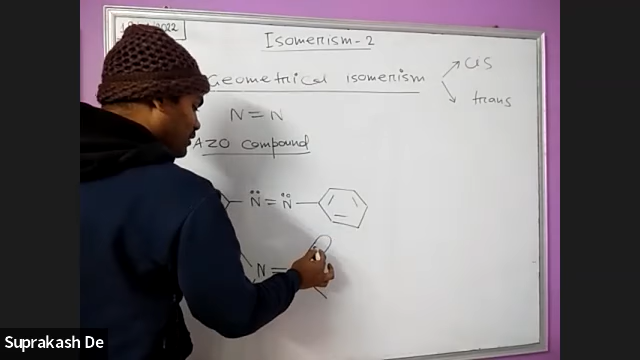 Isomerism-2
Geometrical isomerism
cis
trans
N=N
AZO compound
N=N
N=
Suprakash De